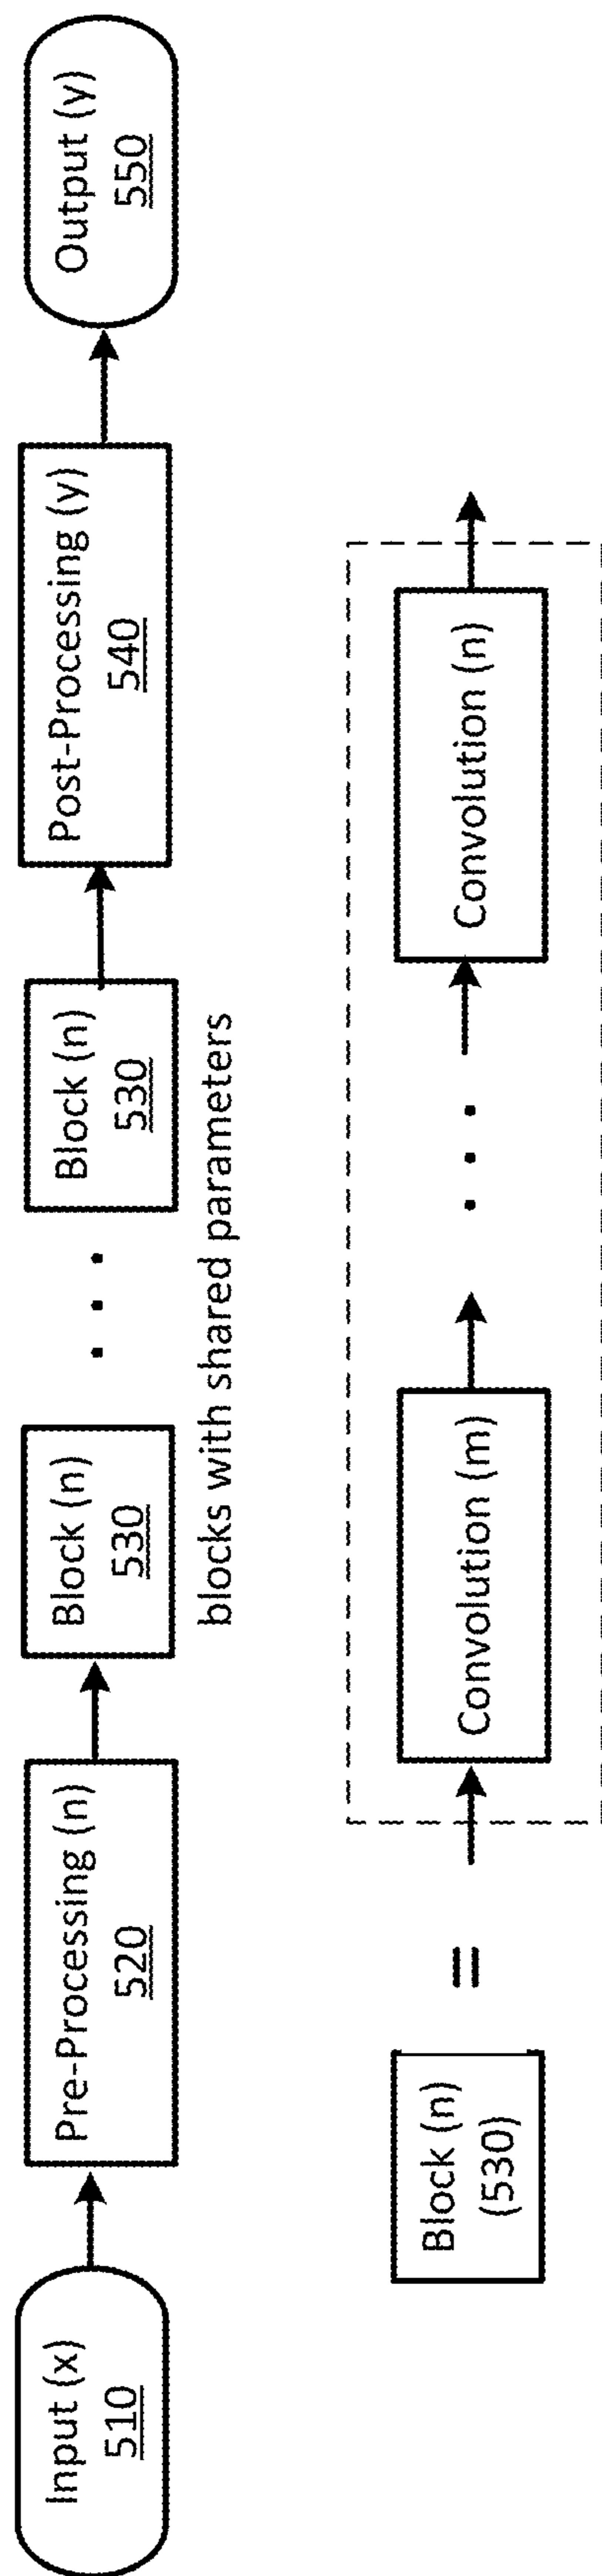 Input (x)
510
Pre-Processing (n)
520
Block (n)
530
. . .
Block (n)
530
blocks with shared parameters
Post-Processing (y)
540
Output (y)
550
Block (n)
(530)
=
Convolution (m)
. . .
Convolution (n)